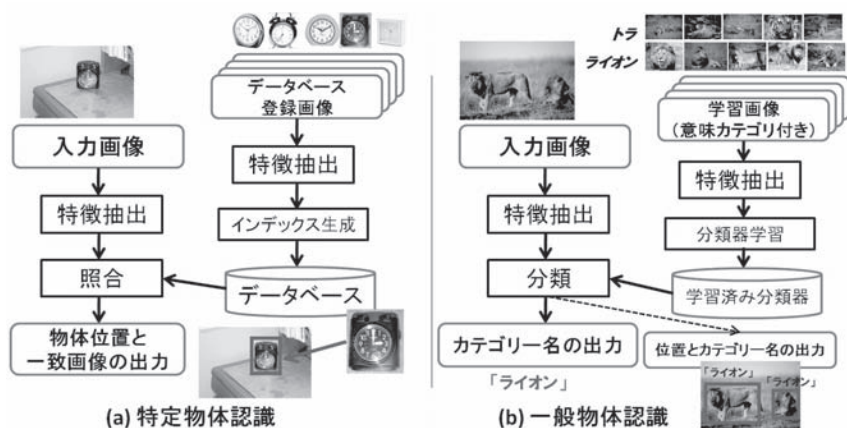 データベース
登録画像
入力画像
特徴抽出
特徴抽出
インデックス生成
照合
データベース
物体位置と
一致画像の出力
(a) 特定物体認識
トラ
ライオン
学習画像
(意味カテゴリ付き)
入力画像
特徴抽出
特徴抽出
分類器学習
分類
学習済み分類器
カテゴリー名の出力
位置とカテゴリー名の出力
「ライオン」
「ライオン」
「ライオン」
(b) 一般物体認識